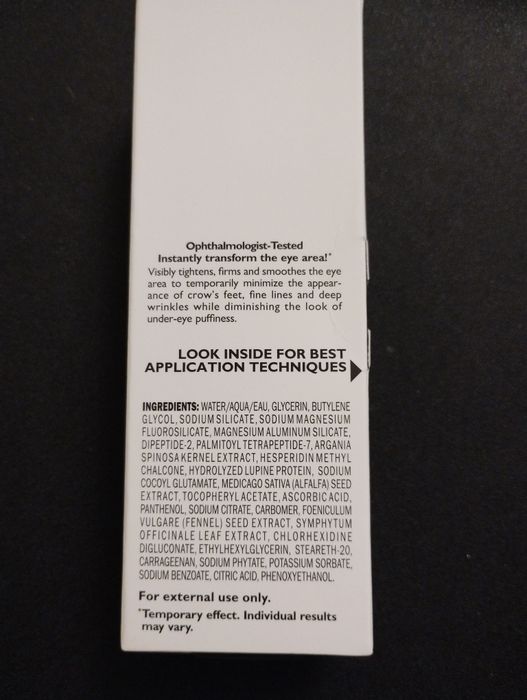 Ophthalmologist-Tested
Instantly transform the eye area!*
Visibly tightens, firms and smoothes the eye
area to temporarily minimize the appear-
ance of crow's feet, fine lines and deep
wrinkles while diminishing the look of
under-eye puffiness.
LOOK INSIDE FOR BEST
APPLICATION TECHNIQUES
INGREDIENTS: WATER/AQUA/EAU, GLYCERIN, BUTYLENE
GLYCOL, SODIUM SILICATE, SODIUM MAGNESIUM
FLUOROSILICATE, MAGNESIUM ALUMINUM SILICATE,
DIPEPTIDE-2, PALMITOYL TETRAPEPTIDE-7, ARGANIA
SPINOSA KERNEL EXTRACT, HESPERIDIN METHYL
CHALCONE, HYDROLYZED LUPINE PROTEIN, SODIUM
COCOYL GLUTAMATE, MEDICAGO SATIVA (ALFALFA) SEED
EXTRACT, TOCOPHERYL ACETATE, ASCORBIC ACID,
PANTHENOL, SODIUM CITRATE, CARBOMER, FOENICULUM
VULGARE (FENNEL) SEED EXTRACT, SYMPHYTUM
OFFICINALE LEAF EXTRACT, CHLORHEXIDINE
DIGLUCONATE, ETHYLHEXYLGLYCERIN, STEARETH-20,
CARRAGEENAN, SODIUM PHYTATE, POTASSIUM SORBATE,
SODIUM BENZOATE, CITRIC ACID, PHENOXYETHANOL.
For external use only.
*Temporary effect. Individual results
may vary.